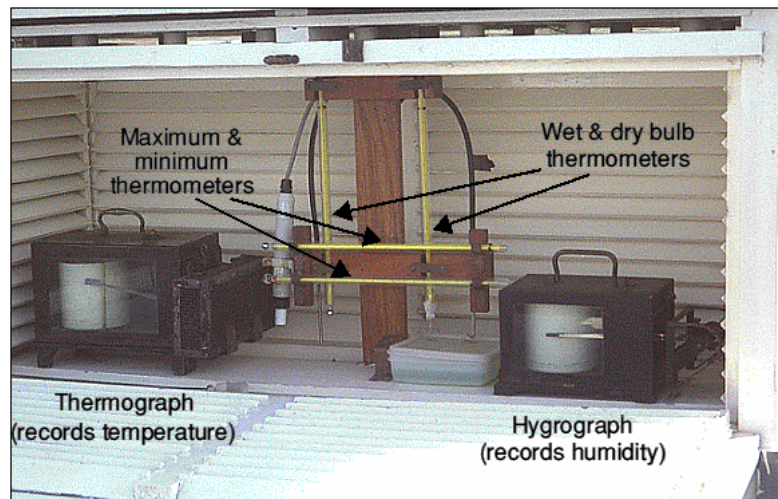 Maximum &
minimum
thermometers
Wet & dry bulb
thermometers
Thermograph
(records temperature)
Hygrograph
(records humidity)